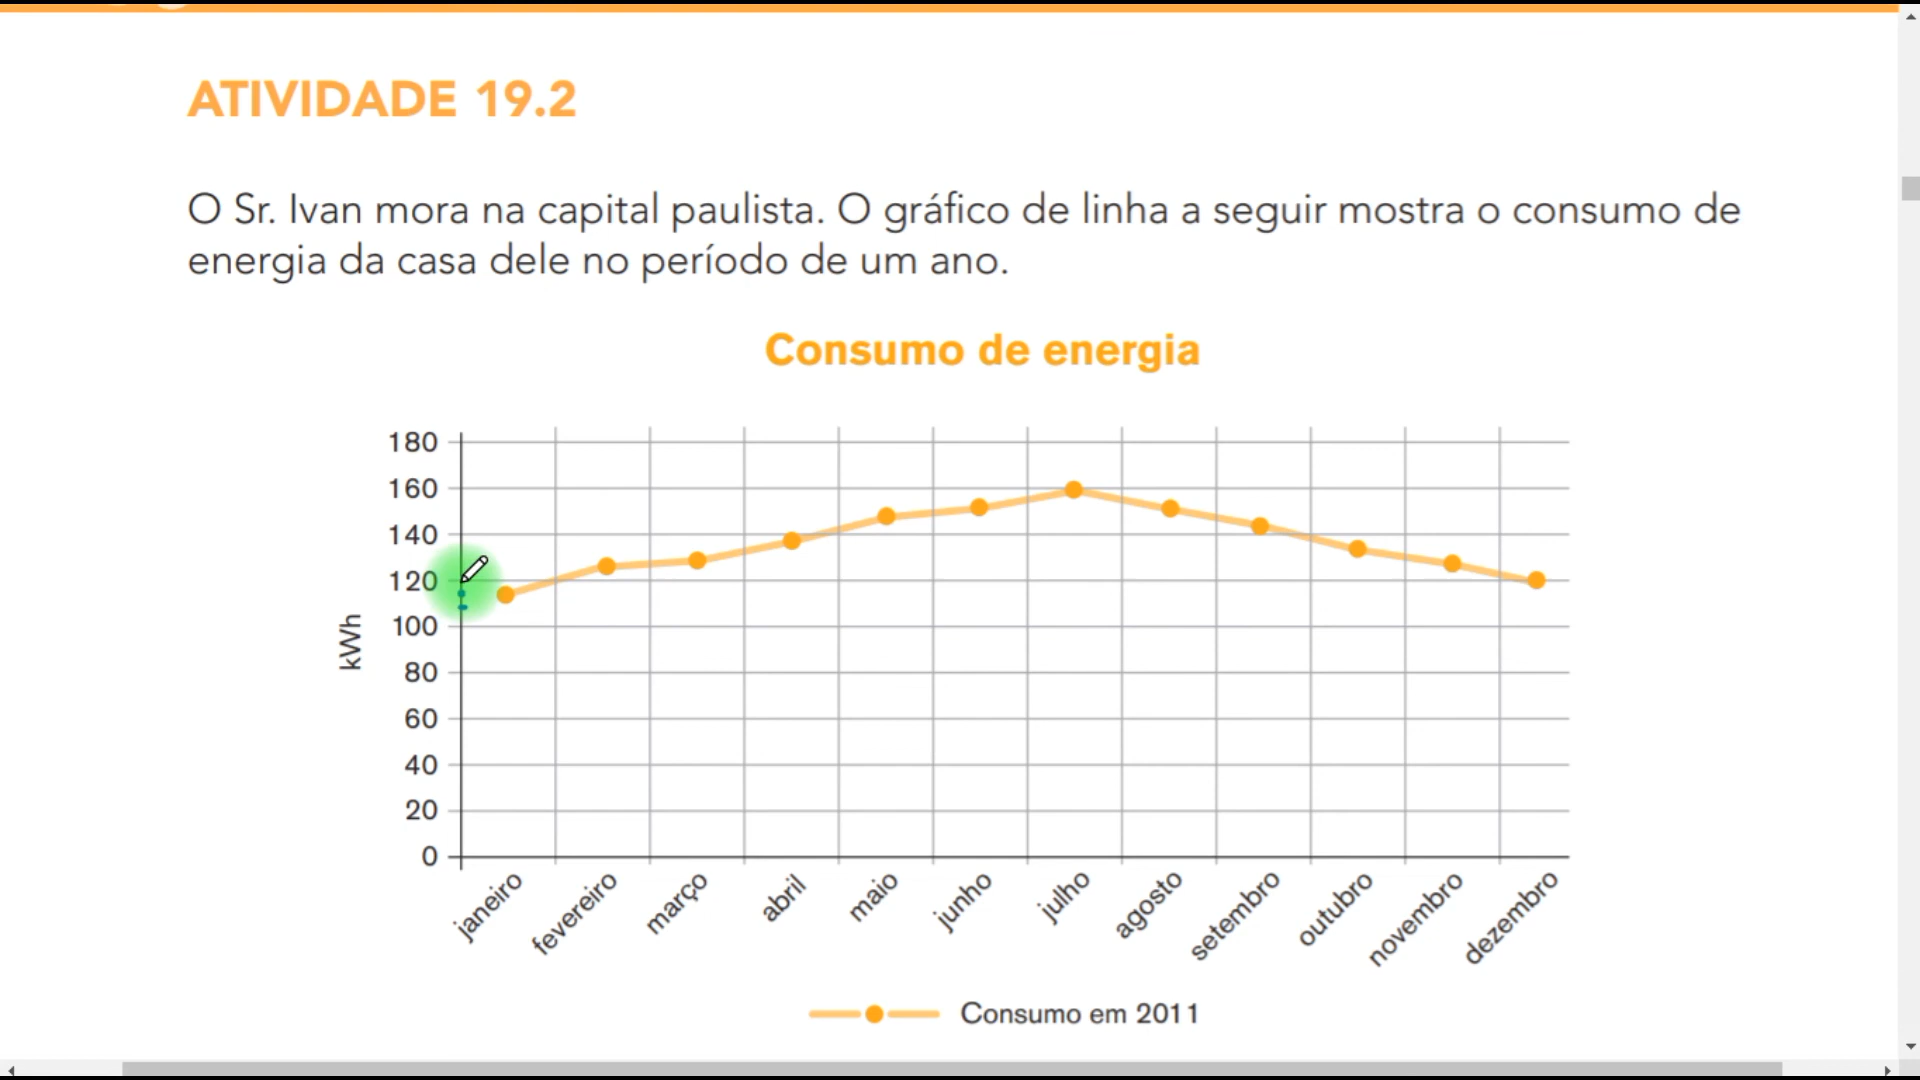 ATIVIDADE 19.2
O Sr. Ivan mora na capital paulista. O gráfico de linha a seguir mostra o consumo de
energia da casa dele no período de um ano.
Consumo de energia
180
160
140
120
100
80
60
40
20
0
kWh
janeiro
fevereiro
março
abril
maio
junho
julho
agosto
setembro
outubro
novembro
dezembro
Consumo em 2011